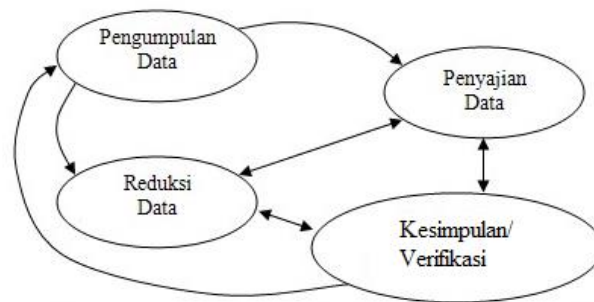 Pengumpulan
Data
Penyajian
Data
Reduksi
Data
Kesimpulan/
Verifikasi